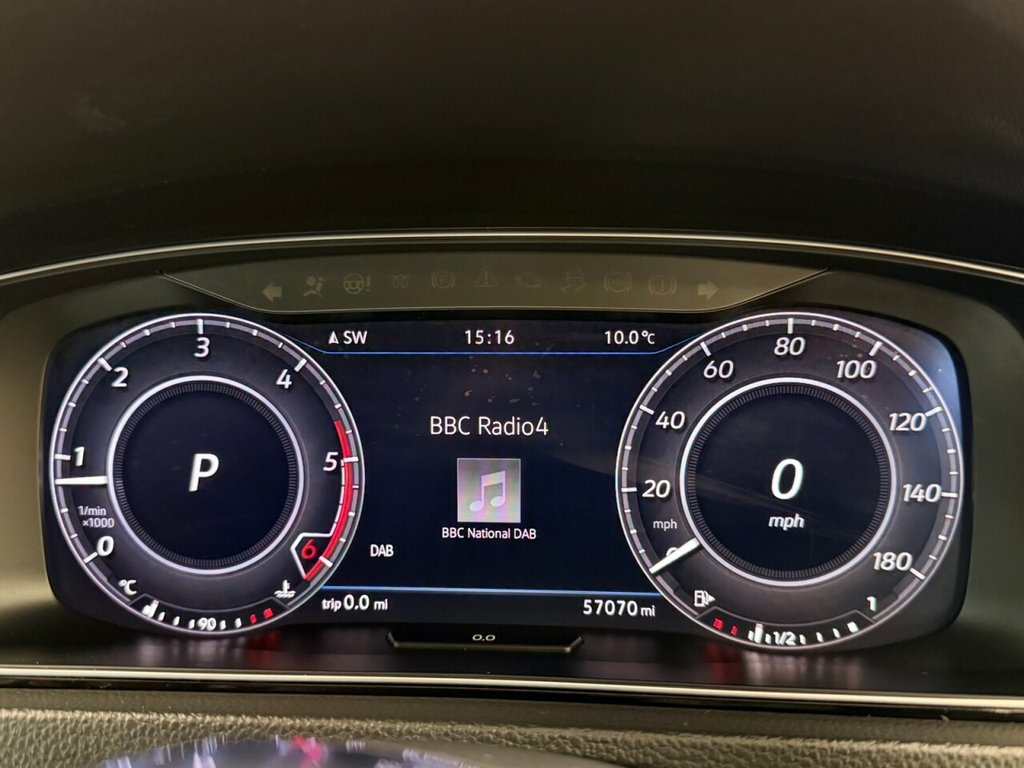 SW 15:16 10.0°C
3
2 4
1 5
1/min
×1000
P
0 6
°C
90
BBC Radio4
BBC National DAB
DAB
trip 0.0 mi 57070 mi
0.0
80
60 100
40 120
20 140
mph
0
mph
0 180
1/2 1